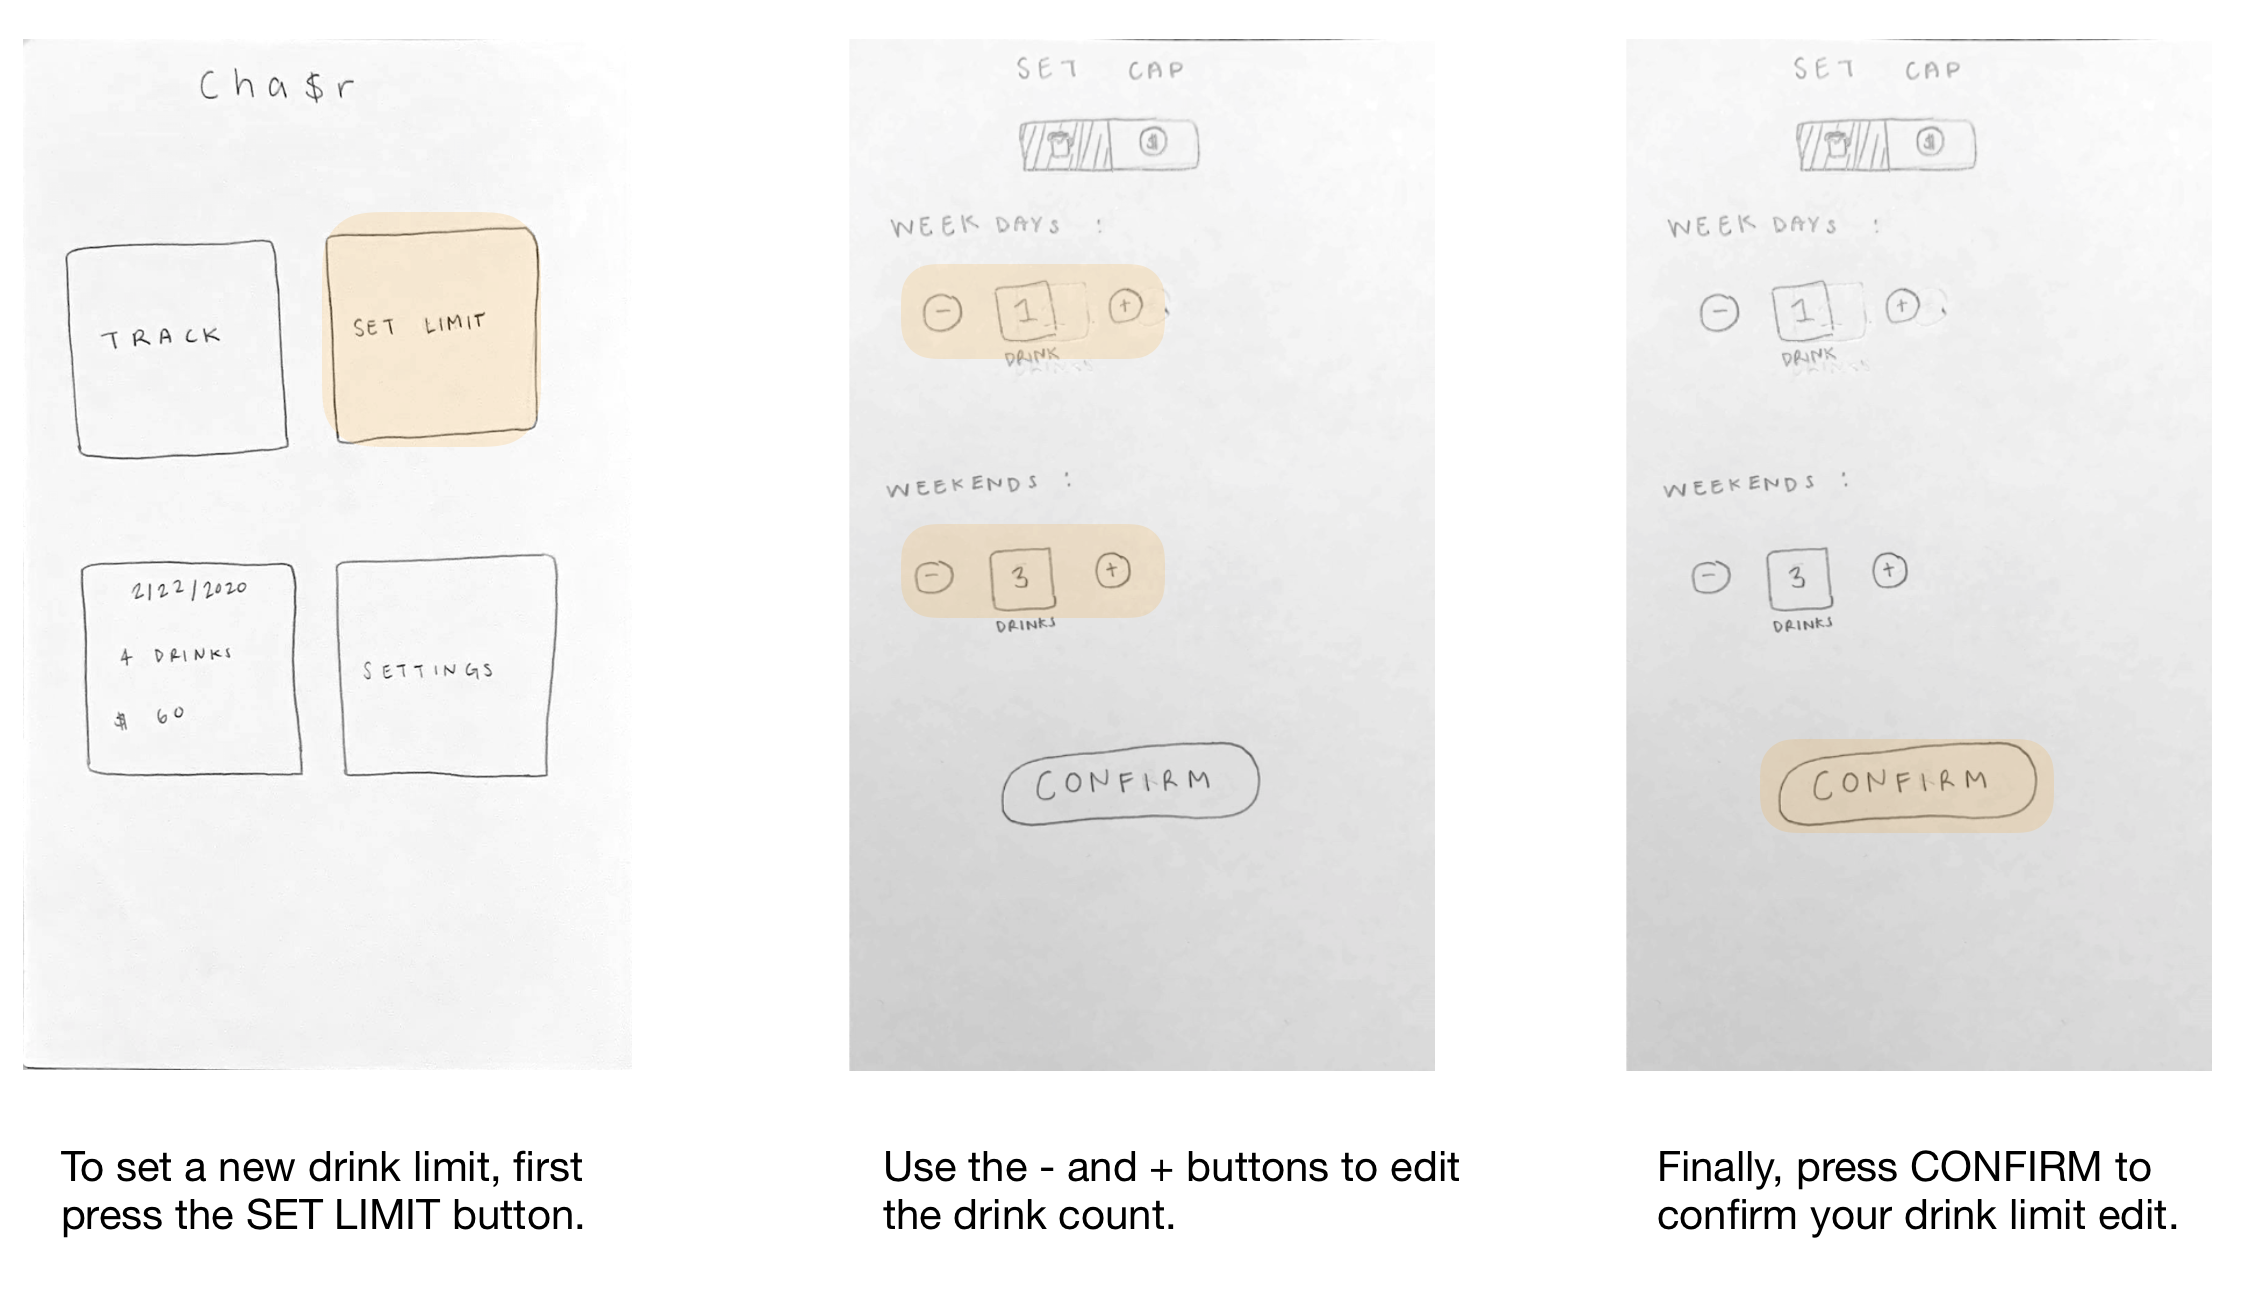 Cha$r
TRACK
SET LIMIT
2/22/2020
4 DRINKS
$ 60
SETTINGS
To set a new drink limit, first
press the SET LIMIT button.
SET CAP
$
WEEK DAYS :
- 1 +
DRINK
WEEKENDS :
- 3 +
DRINKS
CONFIRM
Use the - and + buttons to edit
the drink count.
SET CAP
$
WEEK DAYS :
- 1 +
DRINK
WEEKENDS :
- 3 +
DRINKS
CONFIRM
Finally, press CONFIRM to
confirm your drink limit edit.